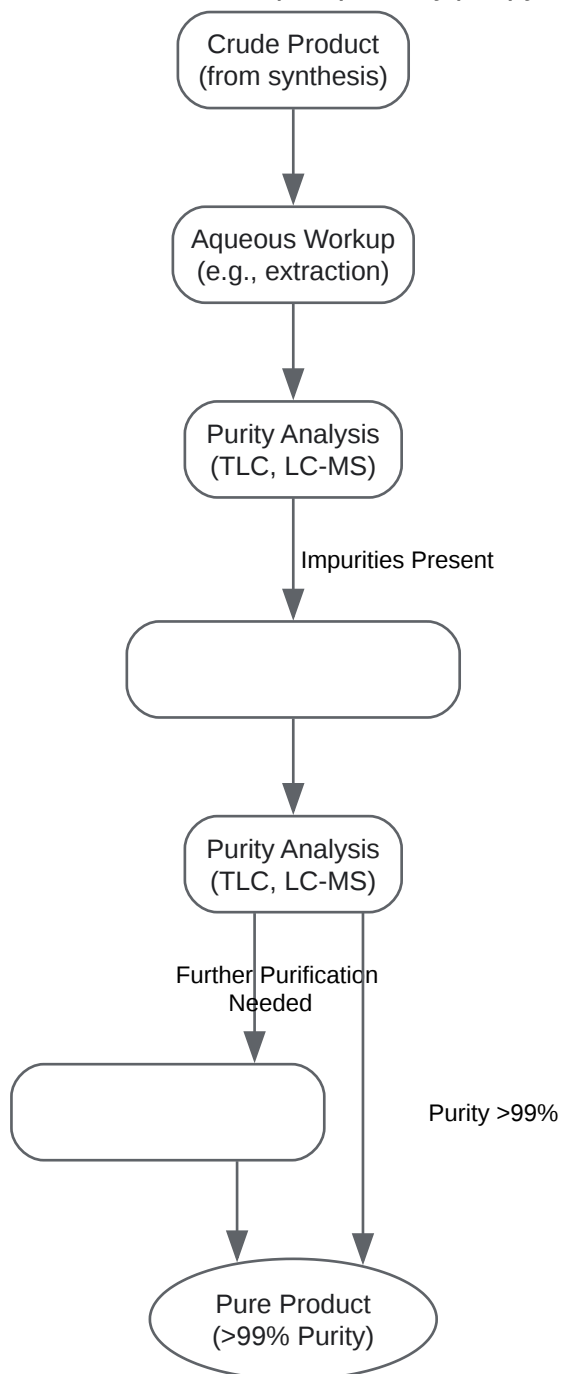 Crude Product
(from synthesis)
Aqueous Workup
(e.g., extraction)
Purity Analysis
(TLC, LC-MS)
Impurities Present
Purity Analysis
(TLC, LC-MS)
Further Purification
Needed
Purity >99%
Pure Product
(>99% Purity)